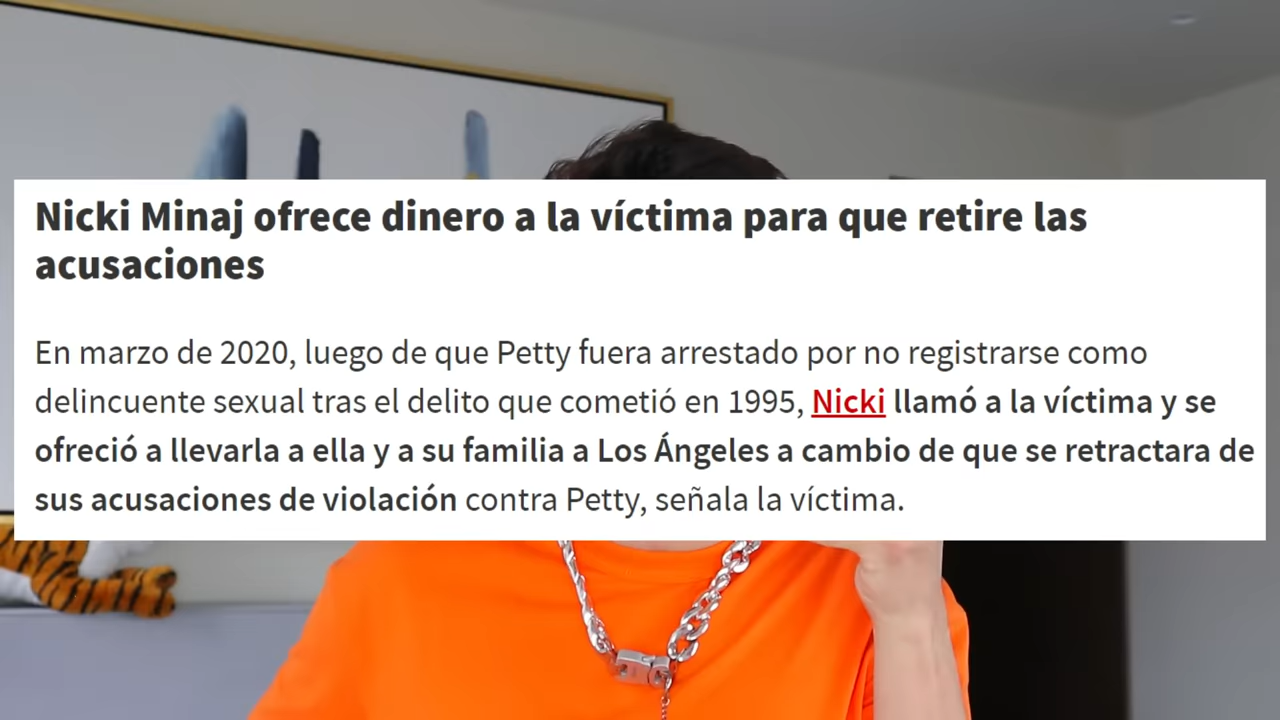 Nicki Minaj ofrece dinero a la víctima para que retire las
acusaciones
En marzo de 2020, luego de que Petty fuera arrestado por no registrarse como
delincuente sexual tras el delito que cometió en 1995, Nicki llamó a la víctima y se
ofreció a llevarla a ella y a su familia a Los Ángeles a cambio de que se retractara de
sus acusaciones de violación contra Petty, señala la víctima.